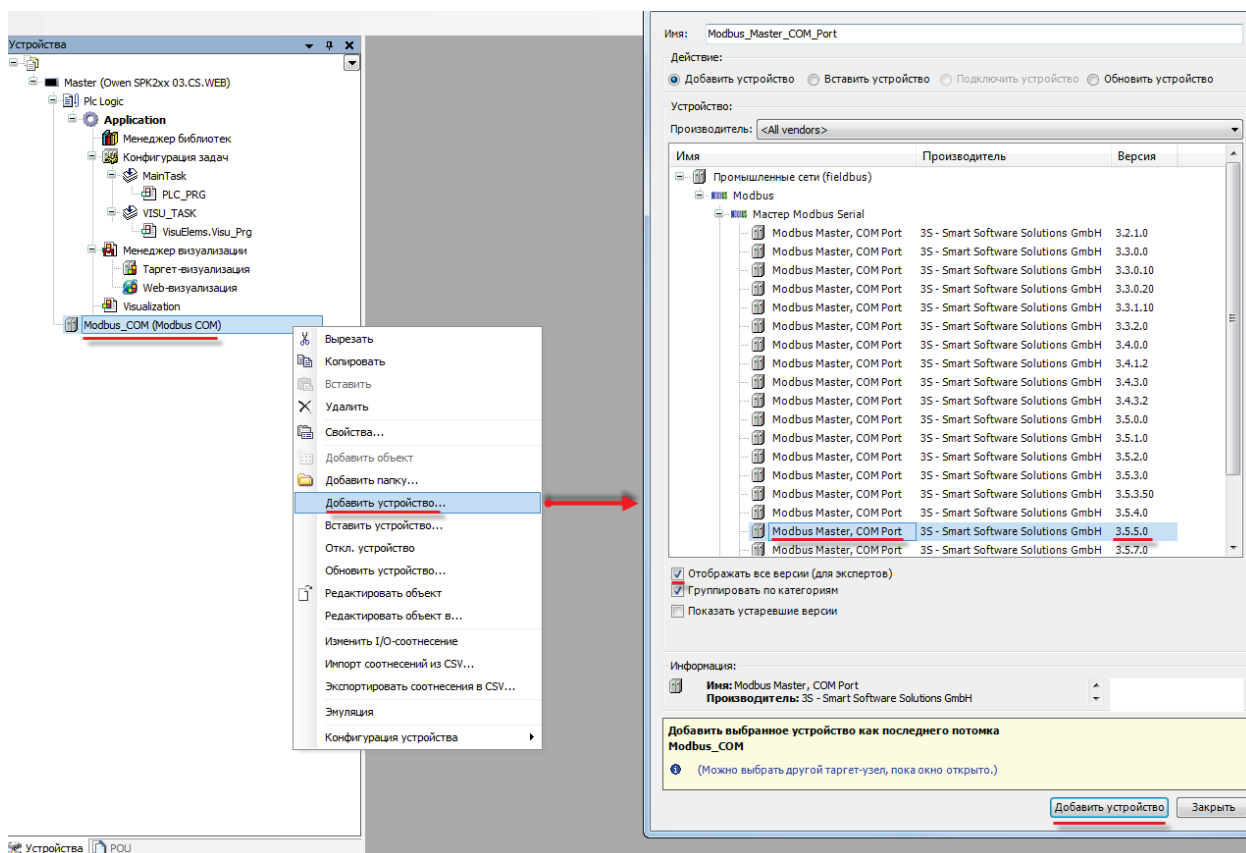 Устройства
Master (Owen SPK2xx 03.CS.WEB)
Plc Logic
Application
Менеджер библиотек
Конфигурация задач
MainTask
PLC_PRG
VISU_TASK
VisuElems.Visu_Prg
Менеджер визуализации
Таргет-визуализация
Web-визуализация
Visualization
Modbus_COM (Modbus COM)
Вырезать
Копировать
Вставить
Удалить
Свойства...
Добавить объект
Добавить папку...
Добавить устройство...
Вставить устройство...
Откл. устройство
Обновить устройство...
Редактировать объект
Редактировать объект в...
Изменить I/O-соотнесение
Импорт соотнесений из CSV...
Экспортировать соотнесения в CSV...
Эмуляция
Конфигурация устройства
Устройства POU
Имя: Modbus_Master_COM_Port
Действие:
Добавить устройство Вставить устройство Подключить устройство Обновить устройство
Устройство:
Производитель: <All vendors>
Имя Производитель Версия
Промышленные сети (fieldbus)
Modbus
Мастер Modbus Serial
Modbus Master, COM Port 3S - Smart Software Solutions GmbH 3.2.1.0
Modbus Master, COM Port 3S - Smart Software Solutions GmbH 3.3.0.0
Modbus Master, COM Port 3S - Smart Software Solutions GmbH 3.3.0.10
Modbus Master, COM Port 3S - Smart Software Solutions GmbH 3.3.0.20
Modbus Master, COM Port 3S - Smart Software Solutions GmbH 3.3.1.10
Modbus Master, COM Port 3S - Smart Software Solutions GmbH 3.3.2.0
Modbus Master, COM Port 3S - Smart Software Solutions GmbH 3.4.0.0
Modbus Master, COM Port 3S - Smart Software Solutions GmbH 3.4.1.2
Modbus Master, COM Port 3S - Smart Software Solutions GmbH 3.4.3.0
Modbus Master, COM Port 3S - Smart Software Solutions GmbH 3.4.3.2
Modbus Master, COM Port 3S - Smart Software Solutions GmbH 3.5.0.0
Modbus Master, COM Port 3S - Smart Software Solutions GmbH 3.5.1.0
Modbus Master, COM Port 3S - Smart Software Solutions GmbH 3.5.2.0
Modbus Master, COM Port 3S - Smart Software Solutions GmbH 3.5.3.0
Modbus Master, COM Port 3S - Smart Software Solutions GmbH 3.5.3.50
Modbus Master, COM Port 3S - Smart Software Solutions GmbH 3.5.4.0
Modbus Master, COM Port 3S - Smart Software Solutions GmbH 3.5.5.0
Modbus Master, COM Port 3S - Smart Software Solutions GmbH 3.5.7.0
Отображать все версии (для экспертов)
Группировать по категориям
Показать устаревшие версии
Информация:
Имя: Modbus Master, COM Port
Производитель: 3S - Smart Software Solutions GmbH
Добавить выбранное устройство как последнего потомка
Modbus_COM
(Можно выбрать другой таргет-узел, пока окно открыто.)
Добавить устройство Закрыть